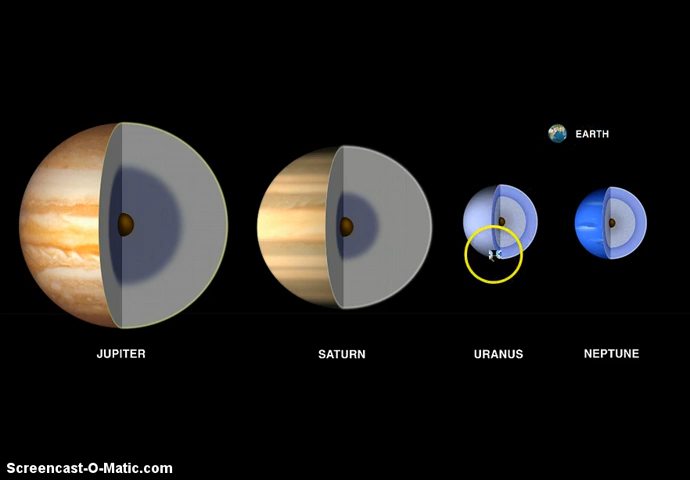 EARTH
JUPITER
SATURN
URANUS
NEPTUNE
Screencast-O-Matic.com